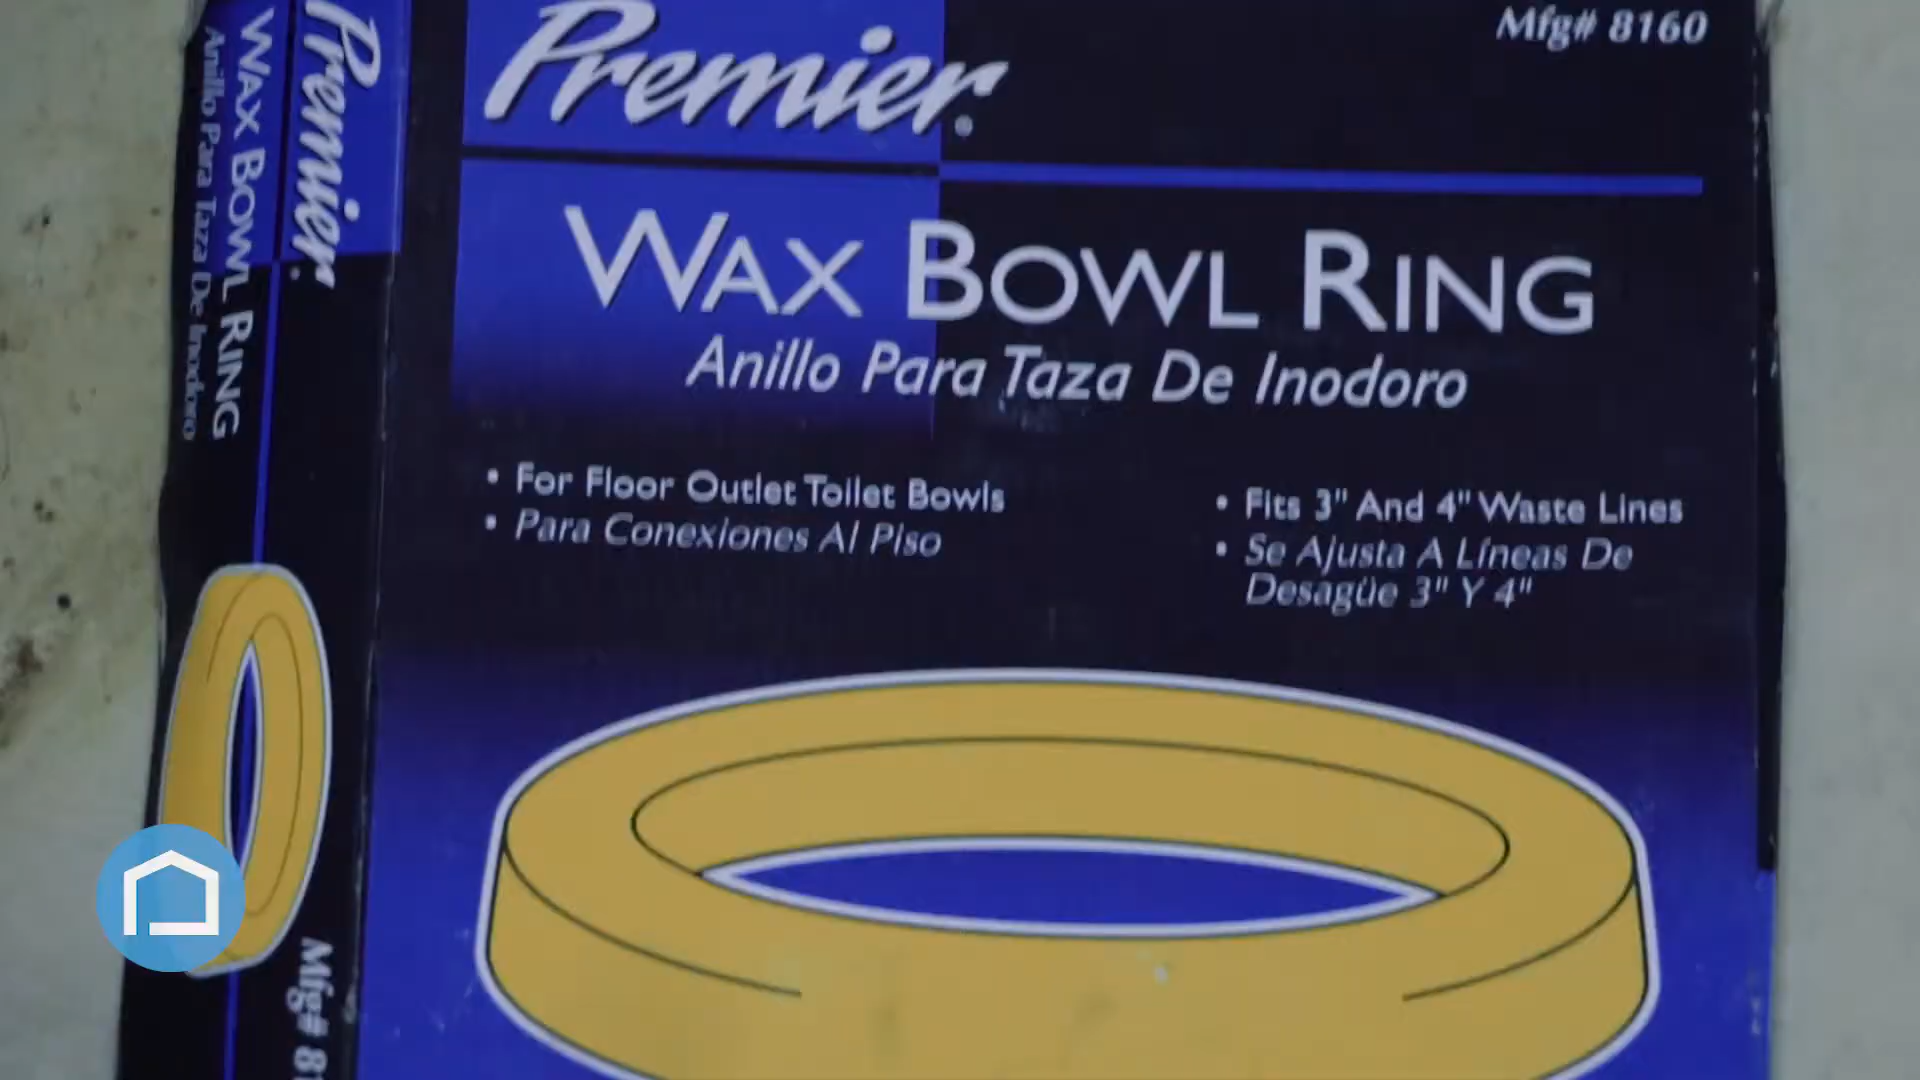 Premier®
Mfg# 8160
WAX BOWL RING
Anillo Para Taza De Inodoro
• For Floor Outlet Toilet Bowls
• Para Conexiones Al Piso
• Fits 3" And 4" Waste Lines
• Se Ajusta A Líneas De
Desagüe 3" Y 4"
Premier®
WAX BOWL RING
Anillo Para Taza De Inodoro
Mfg#